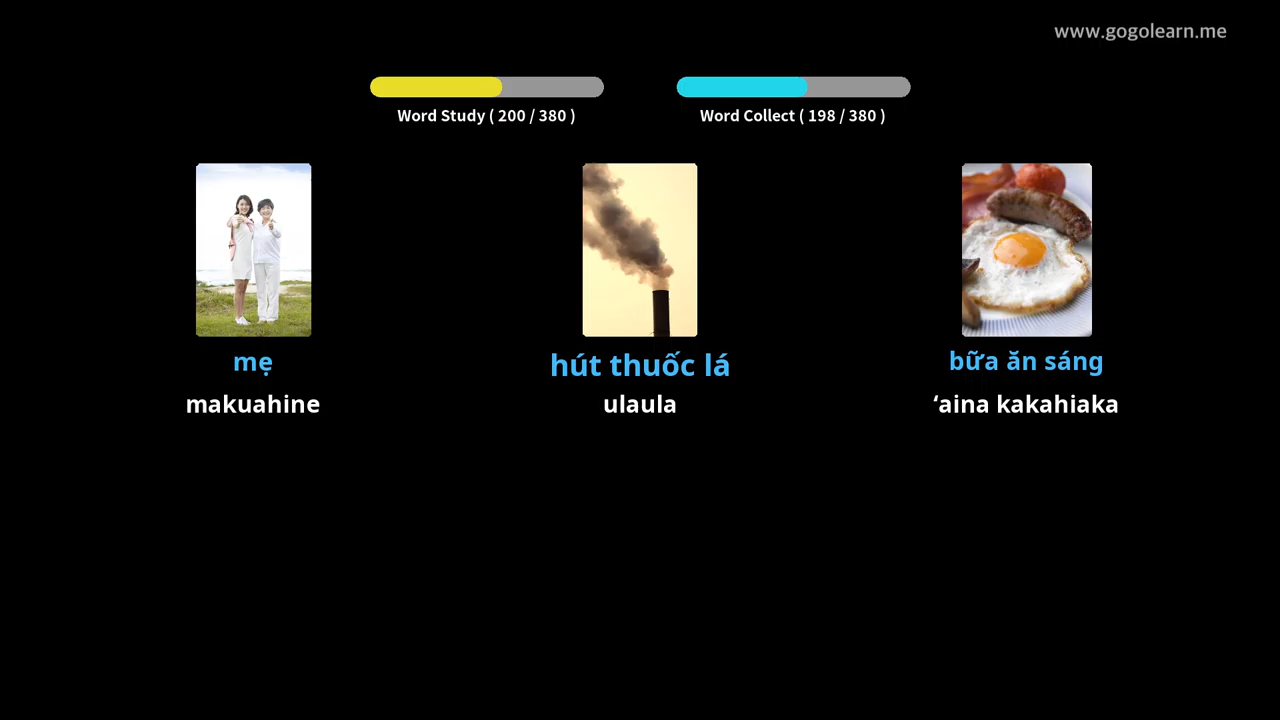 www.gogolearn.me
Word Study ( 200 / 380 )
Word Collect ( 198 / 380 )
mẹ
hút thuốc lá
bữa ăn sáng
makuahine
ulaula
ʻaina kakahiaka